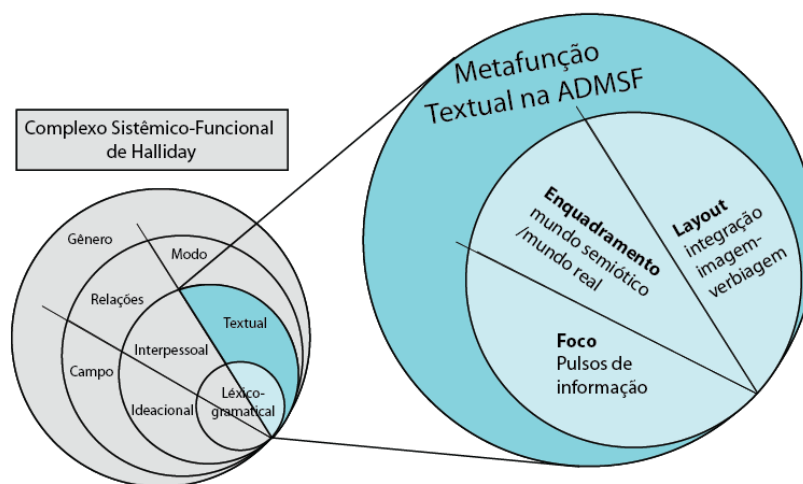 Complexo Sistêmico-Funcional
de Halliday
Gênero
Modo
Relações
Textual
Interpessoal
Campo
Ideacional
Léxico-
gramatical
Metafunção
Textual na ADMSF
Enquadramento
mundo semiótico
/mundo real
Layout
integração
imagem-
verbiagem
Foco
Pulsos de
informação